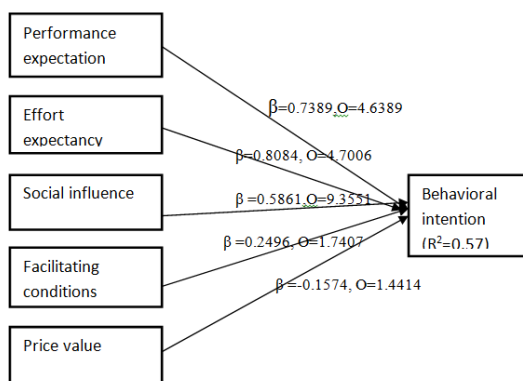 Performance
expectation
β=0.7389,O=4.6389
Effort
expectancy
β=0.8084, O=4.7006
Social influence
β =0.5861,O=9.3551
Behavioral
intention
(R²=0.57)
β =0.2496, O=1.7407
Facilitating
conditions
β =-0.1574, O=1.4414
Price value